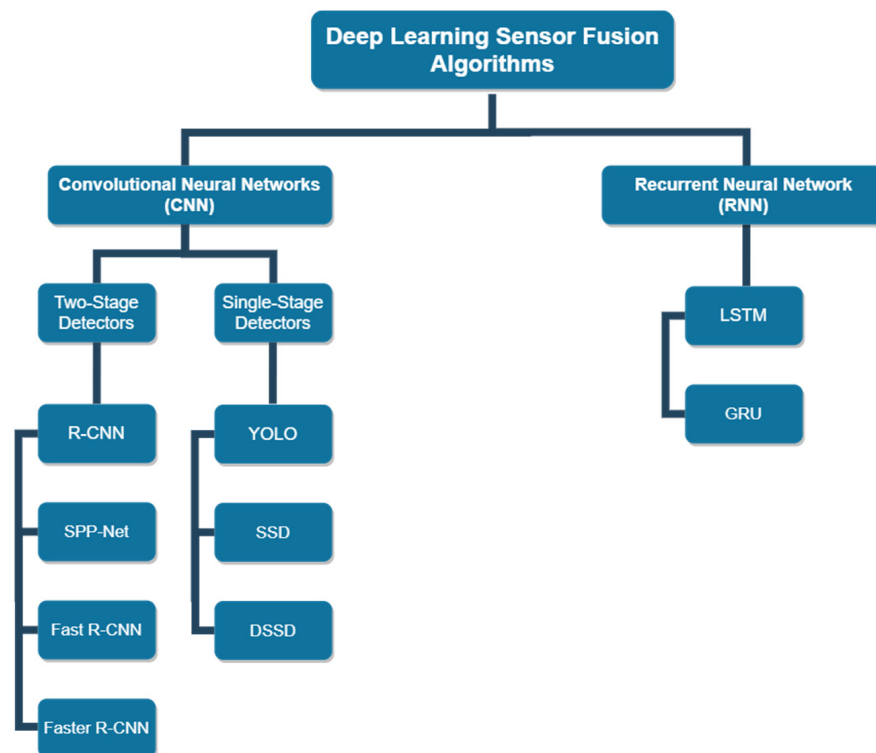 Deep Learning Sensor Fusion
Algorithms
Convolutional Neural Networks
(CNN)
Recurrent Neural Network
(RNN)
Two-Stage
Detectors
Single-Stage
Detectors
LSTM
GRU
R-CNN
YOLO
SPP-Net
SSD
Fast R-CNN
DSSD
Faster R-CNN